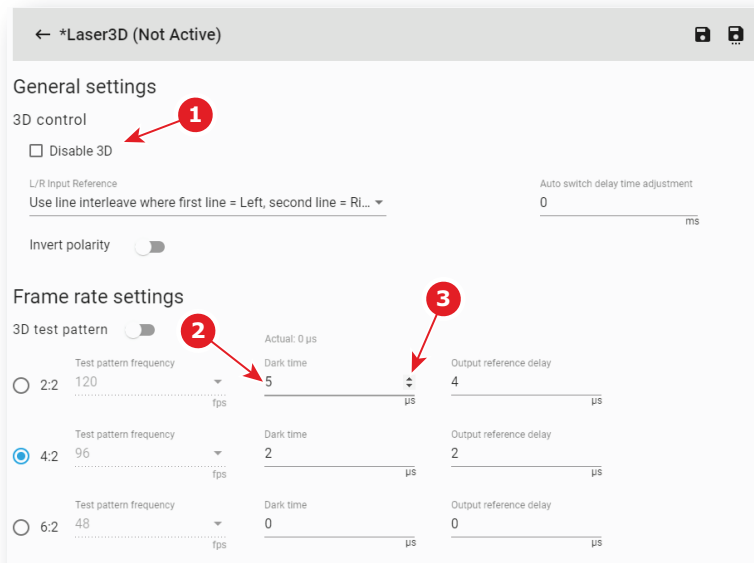 *Laser3D (Not Active)
General settings
3D control
1
Disable 3D
L/R Input Reference
Auto switch delay time adjustment
Use line interleave where first line = Left, second line = Ri...
0
ms
Invert polarity
Frame rate settings
3
3D test pattern
2
Actual: 0 µs
Test pattern frequency
Dark time
Output reference delay
2:2
120
5
4
fps
µs
µs
Test pattern frequency
Dark time
Output reference delay
4:2
96
2
2
fps
µs
µs
Test pattern frequency
Dark time
Output reference delay
6:2
48
0
0
fps
µs
µs